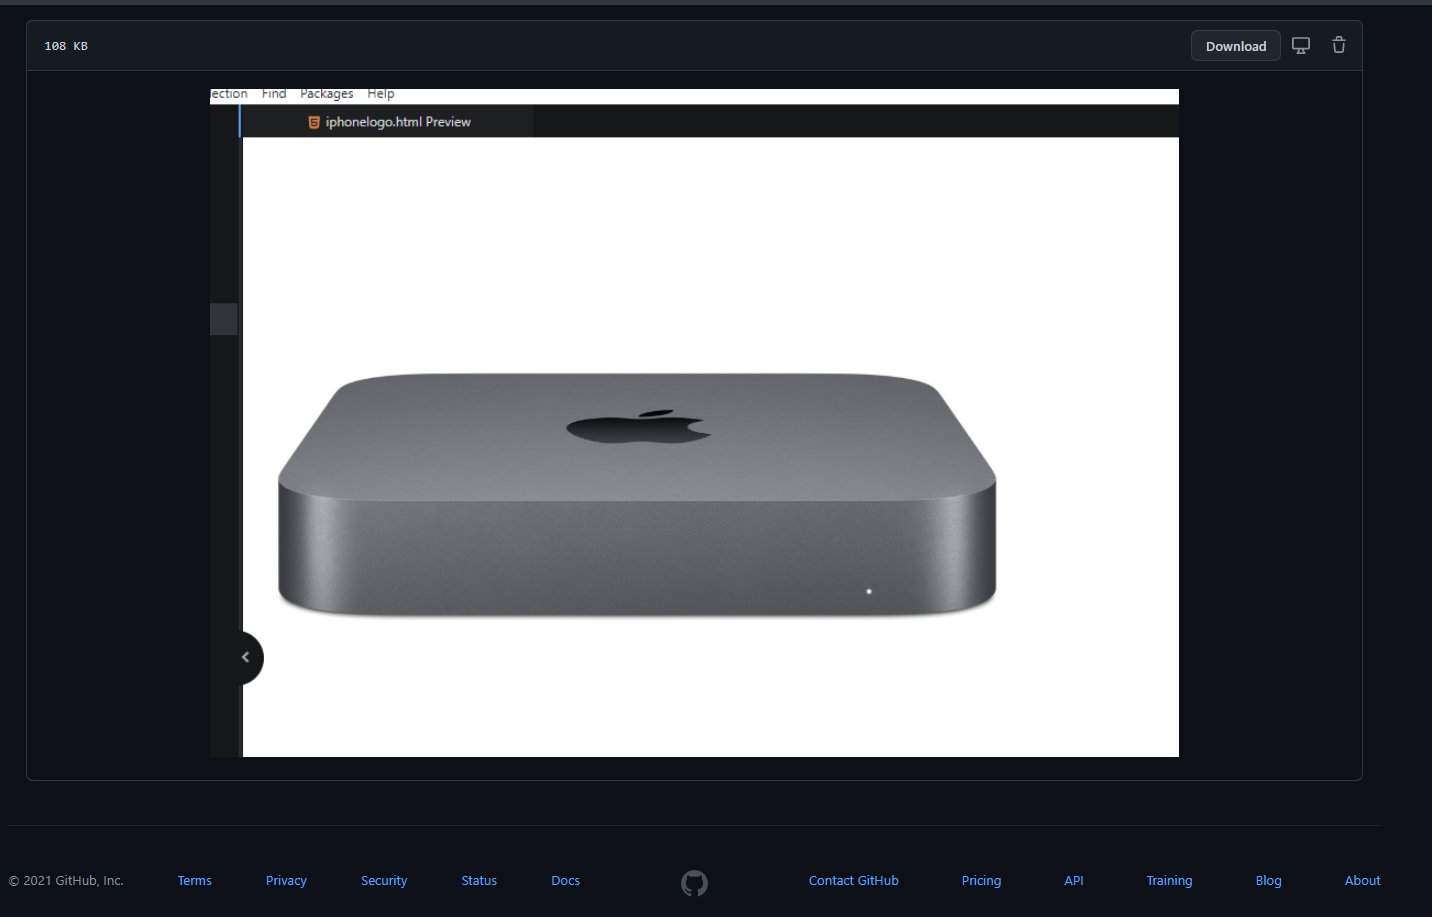 108 KB
Download
ection Find Packages Help
iphonelogo.html Preview
© 2021 GitHub, Inc. Terms Privacy Security Status Docs Contact GitHub Pricing API Training Blog About